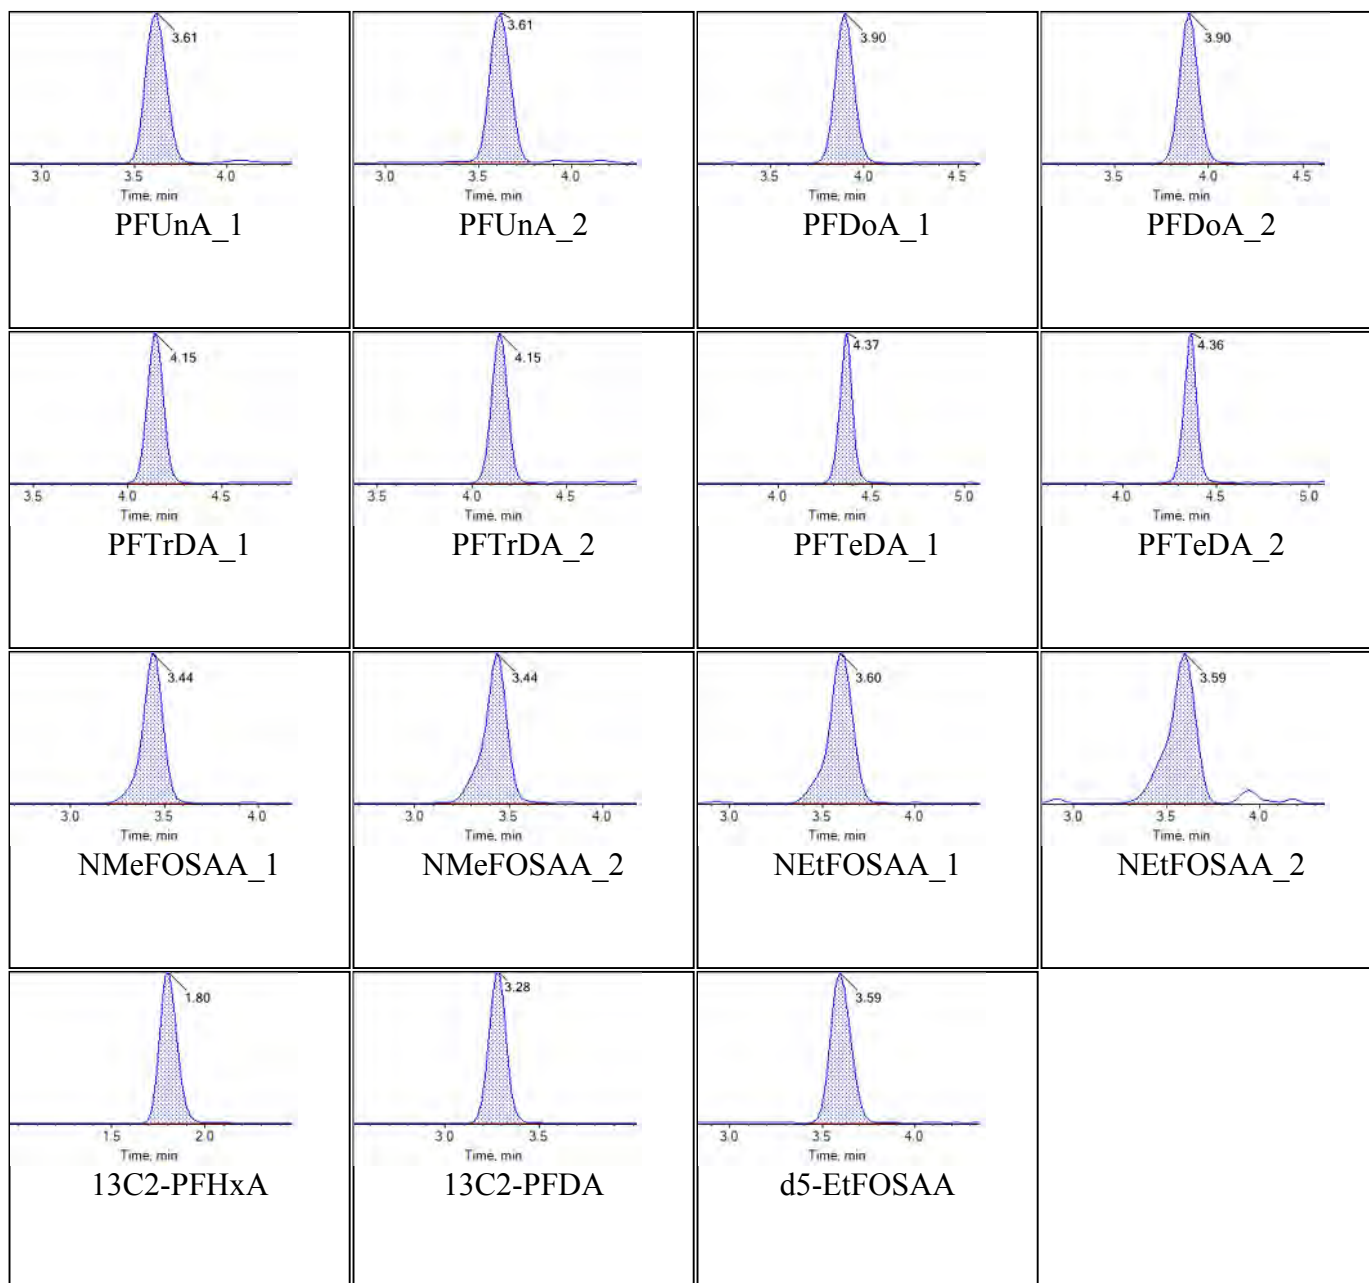 3.61
3.0 3.5 4.0
Time, min
PFUnA_1
3.61
3.0 3.5 4.0
Time, min
PFUnA_2
3.90
3.5 4.0 4.5
Time, min
PFDoA_1
3.90
3.5 4.0 4.5
Time, min
PFDoA_2
4.15
3.5 4.0 4.5
Time, min
PFTrDA_1
4.15
3.5 4.0 4.5
Time, min
PFTrDA_2
4.37
4.0 4.5 5.0
Time, min
PFTeDA_1
4.36
4.0 4.5 5.0
Time, min
PFTeDA_2
3.44
3.0 3.5 4.0
Time, min
NMeFOSAA_1
3.44
3.0 3.5 4.0
Time, min
NMeFOSAA_2
3.60
3.0 3.5 4.0
Time, min
NEtFOSAA_1
3.59
3.0 3.5 4.0
Time, min
NEtFOSAA_2
1.80
1.5 2.0
Time, min
13C2-PFHxA
3.28
3.0 3.5
Time, min
13C2-PFDA
3.59
3.0 3.5 4.0
Time, min
d5-EtFOSAA